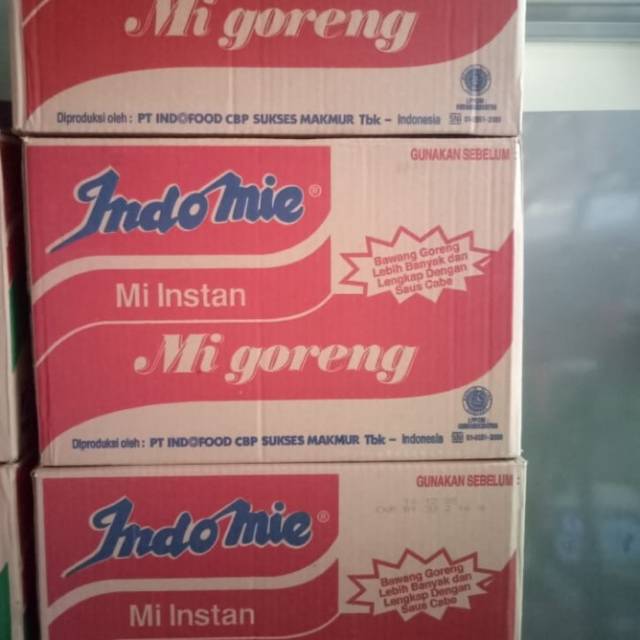 Mi goreng
Diproduksi oleh : PT INDOFOOD CBP SUKSES MAKMUR Tbk – Indonesia
GUNAKAN SEBELUM :
Indomie®
Bawang Goreng
Lebih Banyak dan
Lengkap Dengan
Saus Cabe
Mi Instan
Mi goreng
Diproduksi oleh : PT INDOFOOD CBP SUKSES MAKMUR Tbk – Indonesia
GUNAKAN SEBELUM :
Indomie®
Bawang Goreng
Lebih Banyak dan
Lengkap Dengan
Saus Cabe
Mi Instan